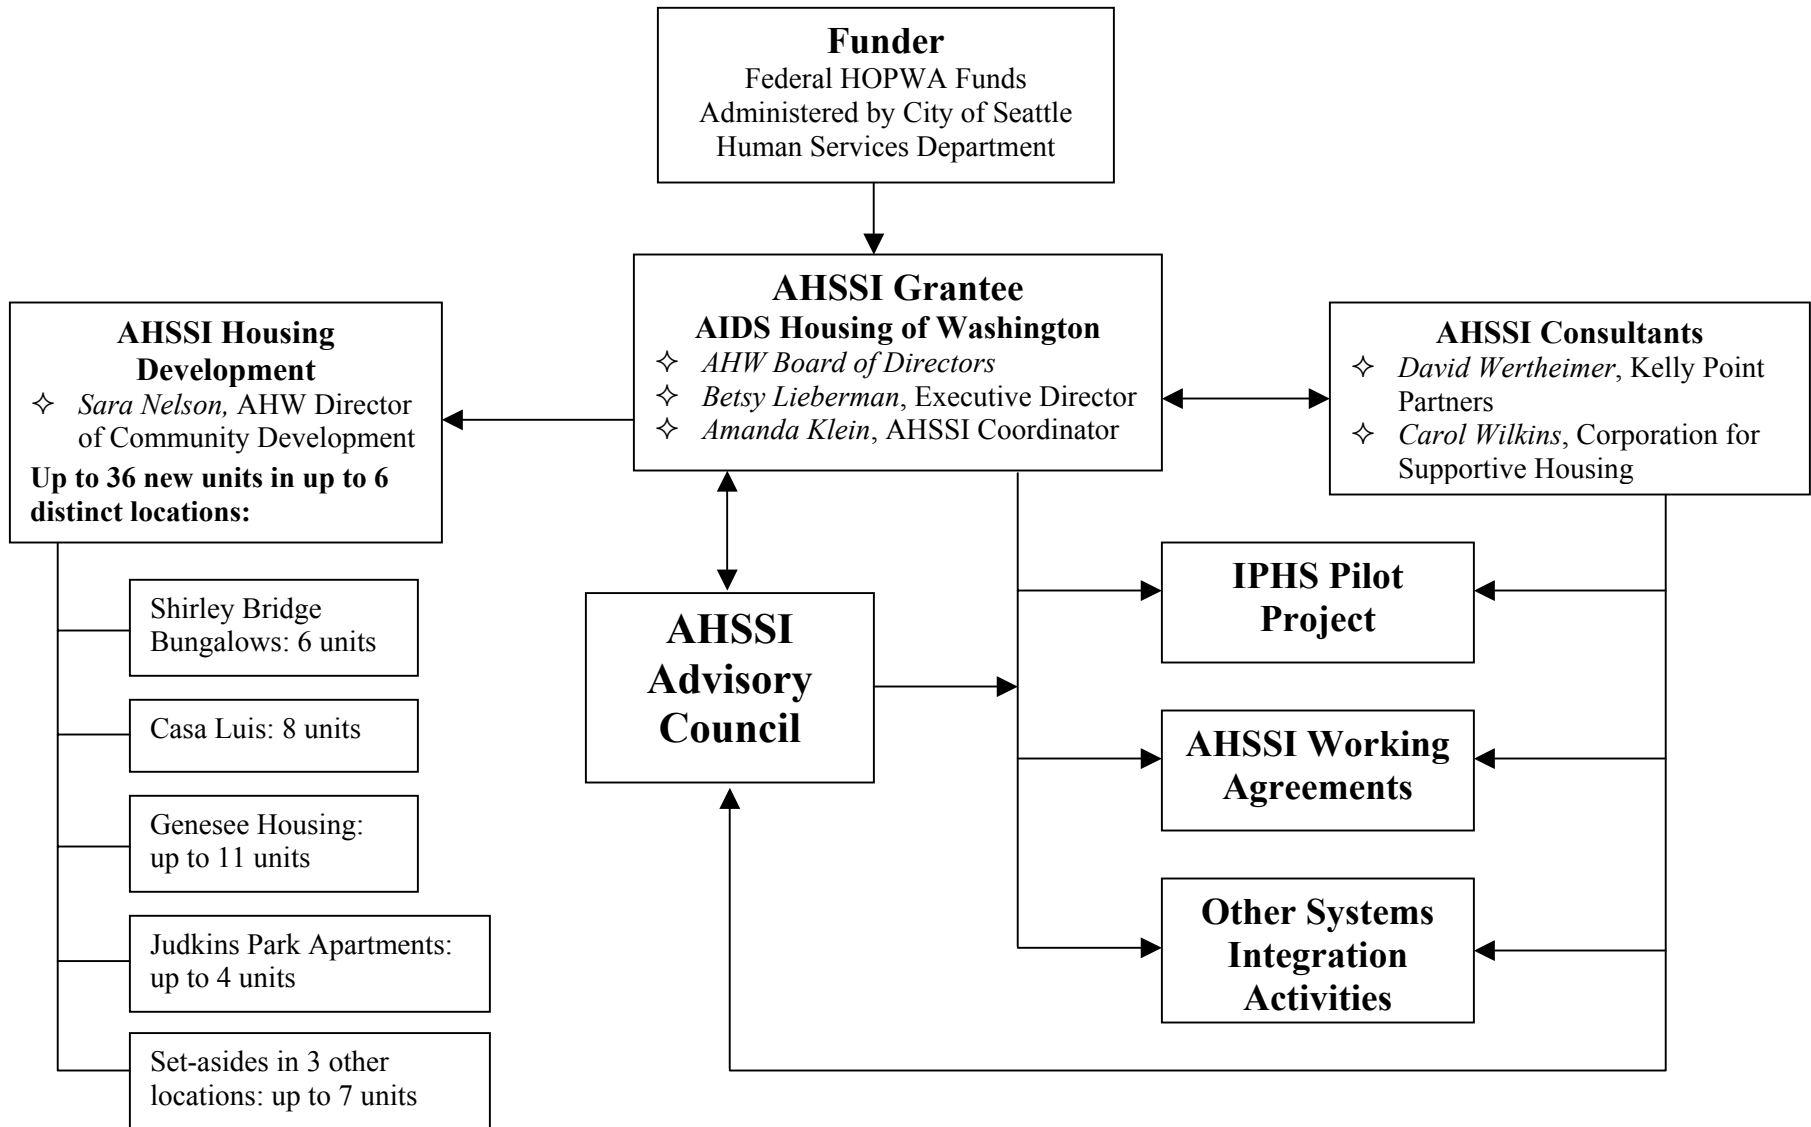 Funder
Federal HOPWA Funds
Administered by City of Seattle
Human Services Department
AHSSI Grantee
AIDS Housing of Washington
✧ AHW Board of Directors
✧ Betsy Lieberman, Executive Director
✧ Amanda Klein, AHSSI Coordinator
AHSSI Housing
Development
✧ Sara Nelson, AHW Director
of Community Development
Up to 36 new units in up to 6
distinct locations:
AHSSI Consultants
✧ David Wertheimer, Kelly Point
Partners
✧ Carol Wilkins, Corporation for
Supportive Housing
Shirley Bridge
Bungalows: 6 units
Casa Luis: 8 units
Genesee Housing:
up to 11 units
Judkins Park Apartments:
up to 4 units
Set-asides in 3 other
locations: up to 7 units
AHSSI
Advisory
Council
IPHS Pilot
Project
AHSSI Working
Agreements
Other Systems
Integration
Activities